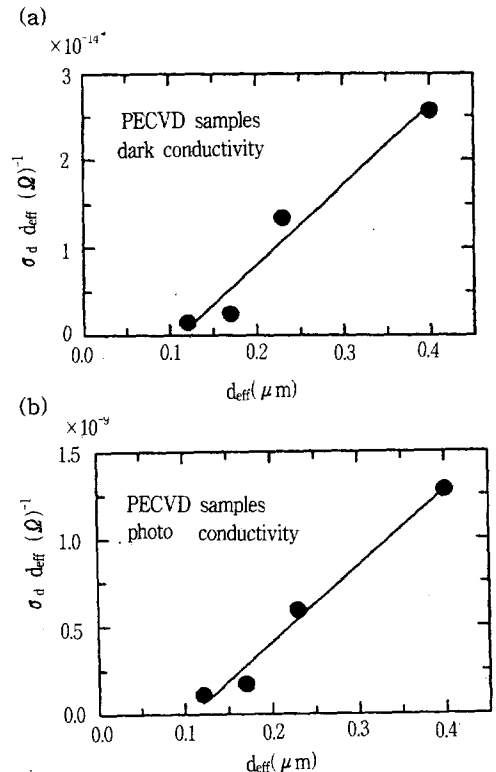 (a)
×10⁻¹⁴
3
PECVD samples
dark conductivity
2
1
0
0.0 0.1 0.2 0.3 0.4
σ d deff (Ω)⁻¹
deff(μm)
(b)
×10⁻⁹
1.5
PECVD samples
photo conductivity
1.0
0.5
0.0
0.0 0.1 0.2 0.3 0.4
σ d deff (Ω)⁻¹
deff(μm)